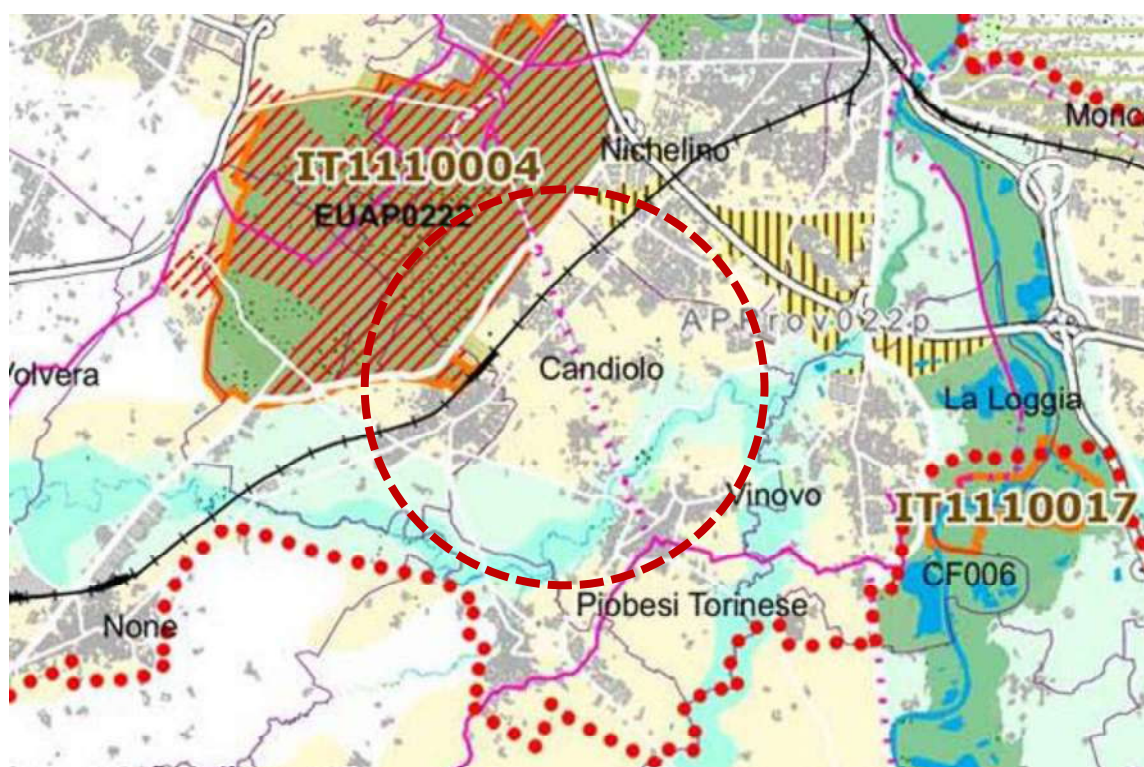 Monc
Nichelino
IT1110004
EUAP0222
APProv022p
Candiolo
Volvera
La Loggia
Vinovo
IT1110017
CF006
Piobesi Torinese
None